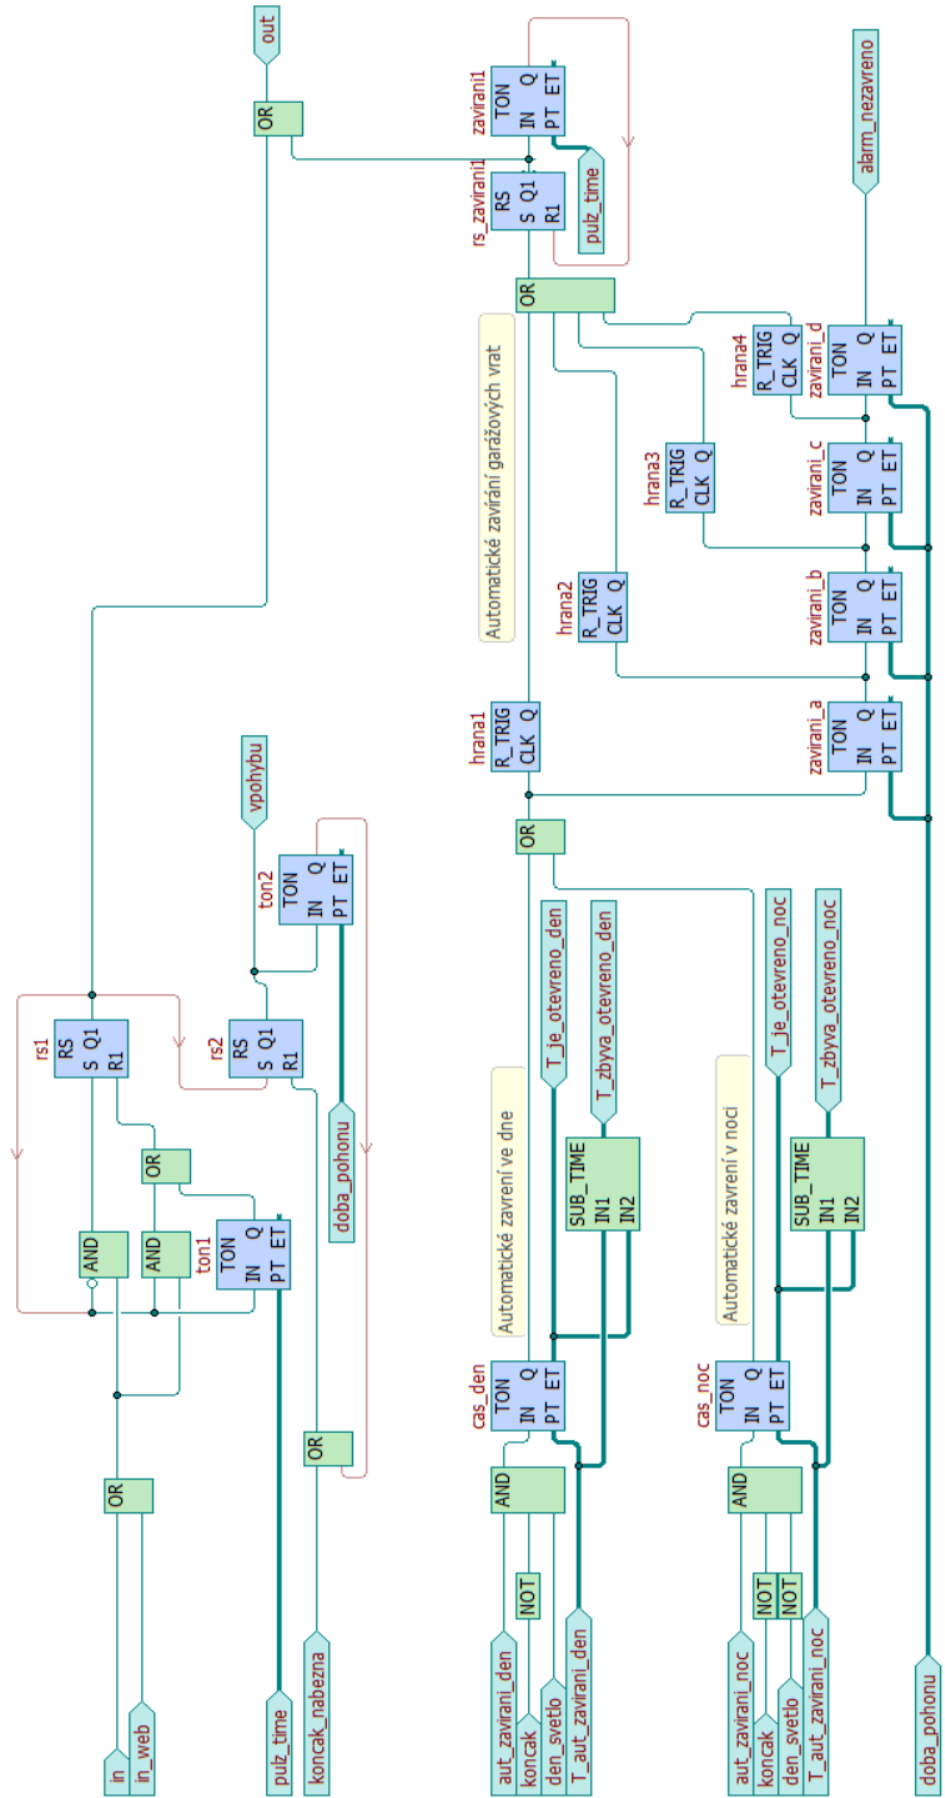 in
in_web
OR
AND
AND
OR
ton1
TON
IN Q
PT ET
pulz_time
rs1
RS
S Q1
R1
OR
out
koncak_nabezna
OR
rs2
RS
S Q1
R1
vpohybu
ton2
TON
IN Q
PT ET
doba_pohonu
aut_zavirani_den
koncak
den_svetlo
T_aut_zavirani_den
NOT
AND
cas_den
TON
IN Q
PT ET
Automatické zavrení ve dne
SUB_TIME
IN1
IN2
T_je_otevreno_den
T_zbyva_otevreno_den
OR
hrana1
R_TRIG
CLK Q
Automatické zavírání garážových vrat
OR
rs_zavirani1
RS
S Q1
R1
zavirani1
TON
IN Q
PT ET
pulz_time
hrana2
R_TRIG
CLK Q
hrana3
R_TRIG
CLK Q
hrana4
R_TRIG
CLK Q
aut_zavirani_noc
koncak
den_svetlo
T_aut_zavirani_noc
NOT
NOT
AND
cas_noc
TON
IN Q
PT ET
Automatické zavrení v noci
SUB_TIME
IN1
IN2
T_je_otevreno_noc
T_zbyva_otevreno_noc
zavirani_a
TON
IN Q
PT ET
zavirani_b
TON
IN Q
PT ET
zavirani_c
TON
IN Q
PT ET
zavirani_d
TON
IN Q
PT ET
alarm_nezavreno
doba_pohonu